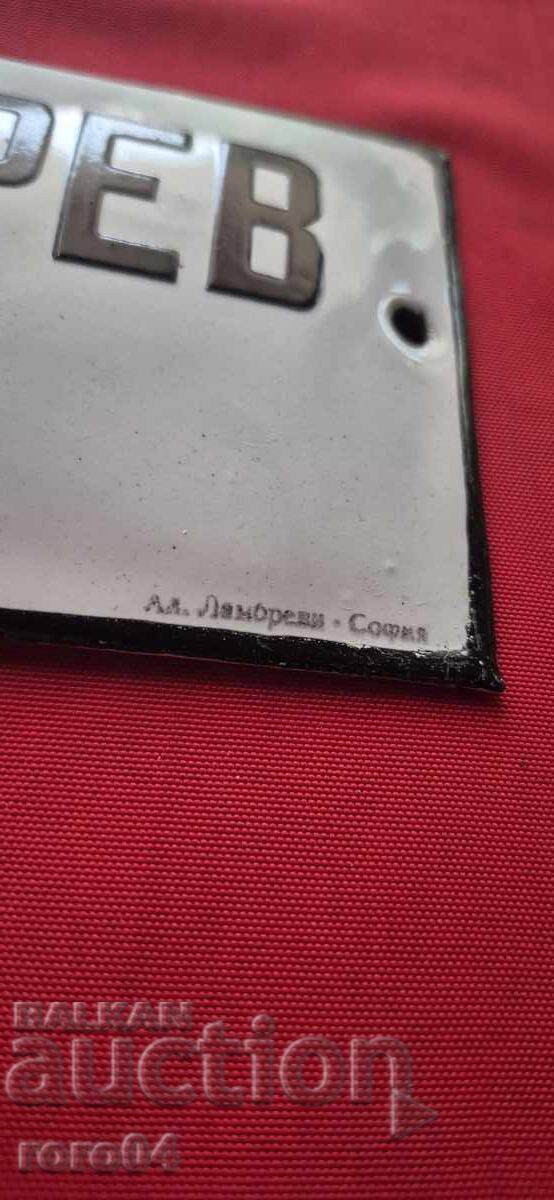 РЕВ
Ал. Ламбреви · София
BALKAN
auction
roro04